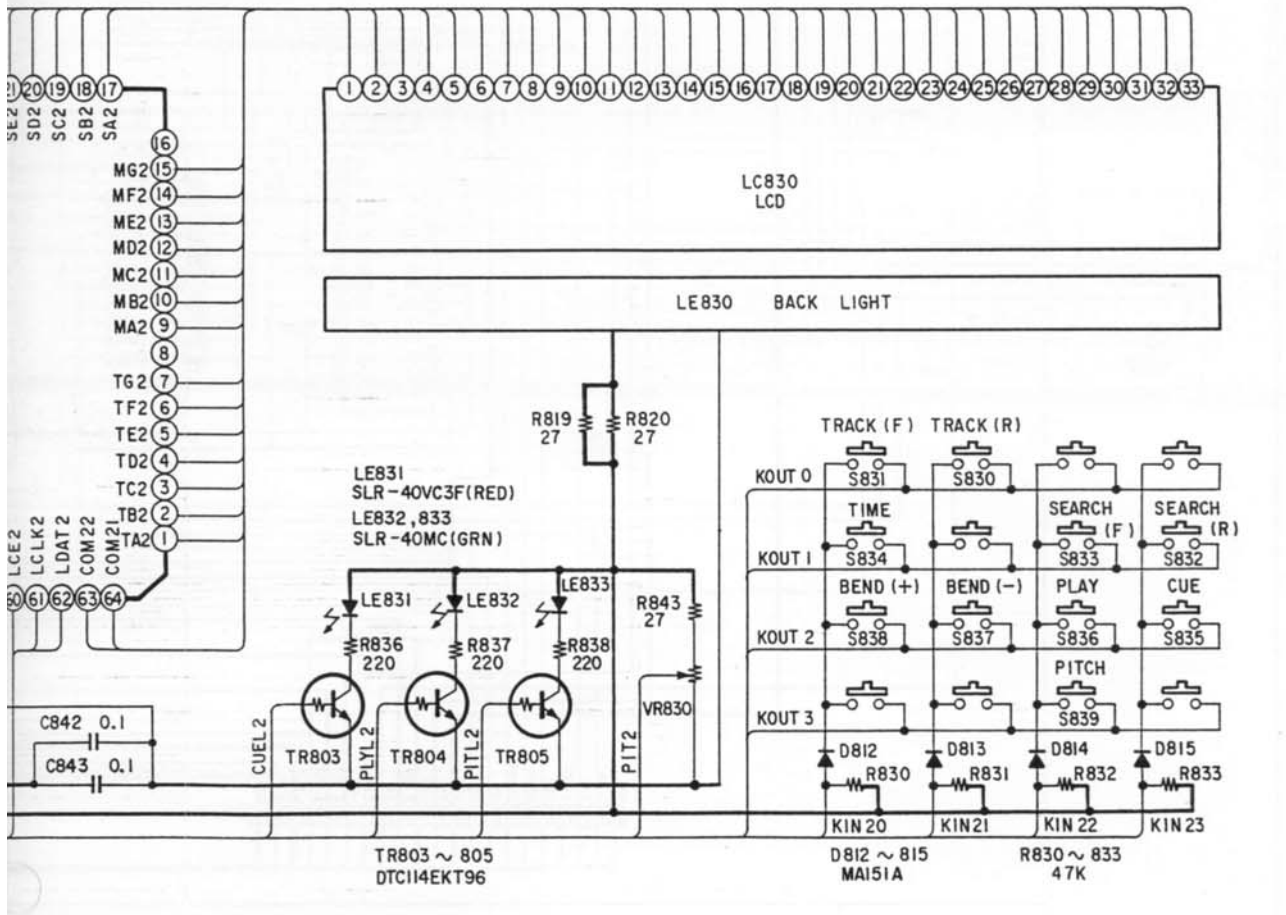 1 2 3 4 5 6 7 8 9 10 11 12 13 14 15 16 17 18 19 20 21 22 23 24 25 26 27 28 29 30 31 32 33
LC830
LCD
LE830 BACK LIGHT
21 20 19 18 17
SE2 SD2 SC2 SB2 SA2
16
MG2 15
MF2 14
ME2 13
MD2 12
MC2 11
MB2 10
MA2 9
8
TG2 7
TF2 6
TE2 5
TD2 4
TC2 3
TB2 2
TA2 1
LCE2 LCLK2 LDAT2 COM22 COM21
60 61 62 63 64
R819
27
R820
27
LE831
SLR-40VC3F(RED)
LE832,833
SLR-40MC(GRN)
LE831 LE832 LE833
R836
220
R837
220
R838
220
R843
27
VR830
TR803 TR804 TR805
CUEL2 PLYL2 PITL2 PIT2
C842 0.1
C843 0.1
TR803～805
DTC114EKT96
TRACK (F) TRACK (R)
KOUT 0 S831 S830
TIME SEARCH (F) SEARCH (R)
KOUT 1 S834 S833 S832
BEND (+) BEND (-) PLAY CUE
KOUT 2 S838 S837 S836 S835
PITCH
KOUT 3 S839
D812 D813 D814 D815
R830 R831 R832 R833
KIN 20 KIN 21 KIN 22 KIN 23
D812～815
MA151A
R830～833
47K